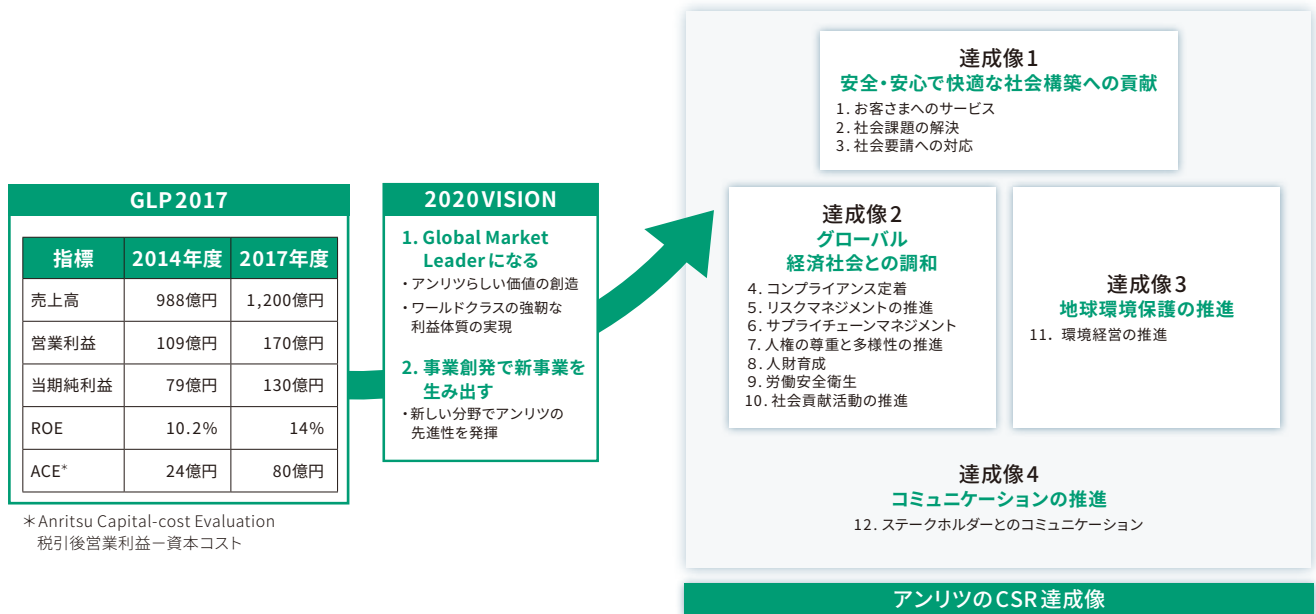 GLP2017
指標 2014年度 2017年度
売上高 988億円 1,200億円
営業利益 109億円 170億円
当期純利益 79億円 130億円
ROE 10.2% 14%
ACE* 24億円 80億円
＊Anritsu Capital-cost Evaluation
税引後営業利益－資本コスト
2020VISION
1. Global Market
Leaderになる
・アンリツらしい価値の創造
・ワールドクラスの強靭な
利益体質の実現
2. 事業創発で新事業を
生み出す
・新しい分野でアンリツの
先進性を発揮
達成像1
安全・安心で快適な社会構築への貢献
1. お客さまへのサービス
2. 社会課題の解決
3. 社会要請への対応
達成像2
グローバル
経済社会との調和
4. コンプライアンス定着
5. リスクマネジメントの推進
6. サプライチェーンマネジメント
7. 人権の尊重と多様性の推進
8. 人財育成
9. 労働安全衛生
10. 社会貢献活動の推進
達成像3
地球環境保護の推進
11. 環境経営の推進
達成像4
コミュニケーションの推進
12. ステークホルダーとのコミュニケーション
アンリツのCSR達成像